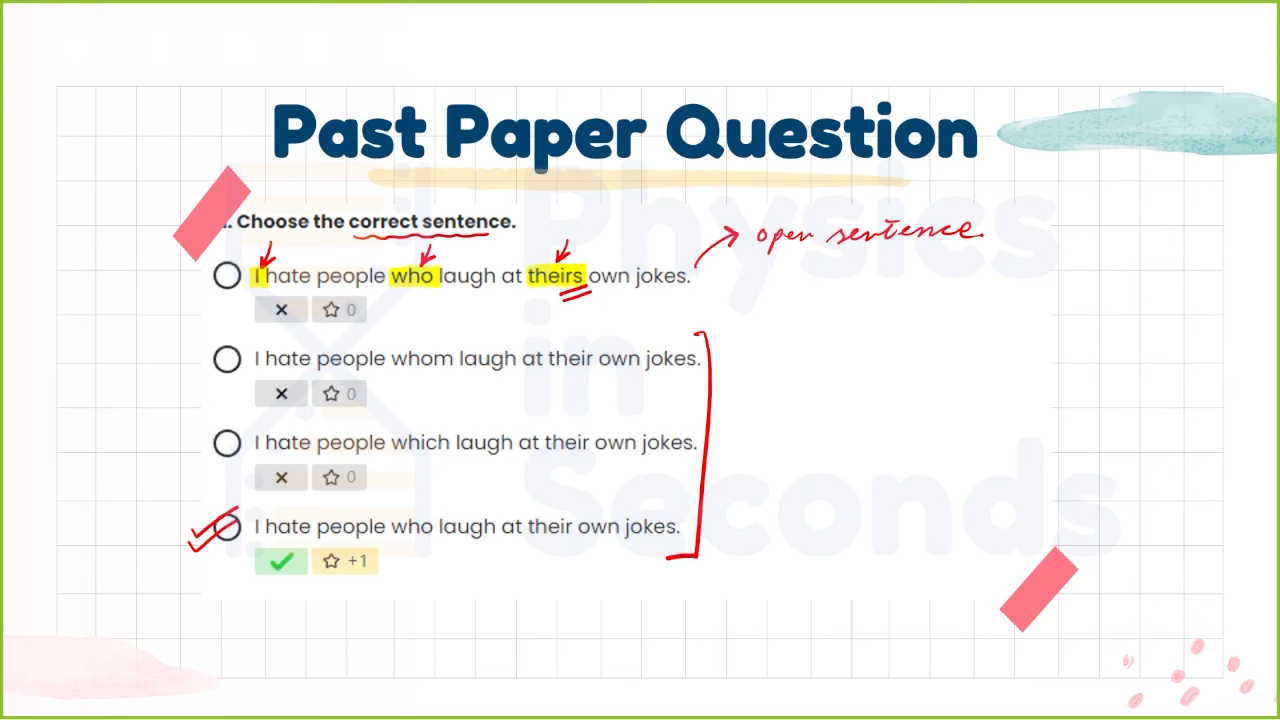 Past Paper Question
.. Choose the correct sentence.
open sentence.
I hate people who laugh at theirs own jokes.
× ☆ 0
I hate people whom laugh at their own jokes.
× ☆ 0
I hate people which laugh at their own jokes.
× ☆ 0
I hate people who laugh at their own jokes.
✓ ☆ +1
Physics
in
Seconds